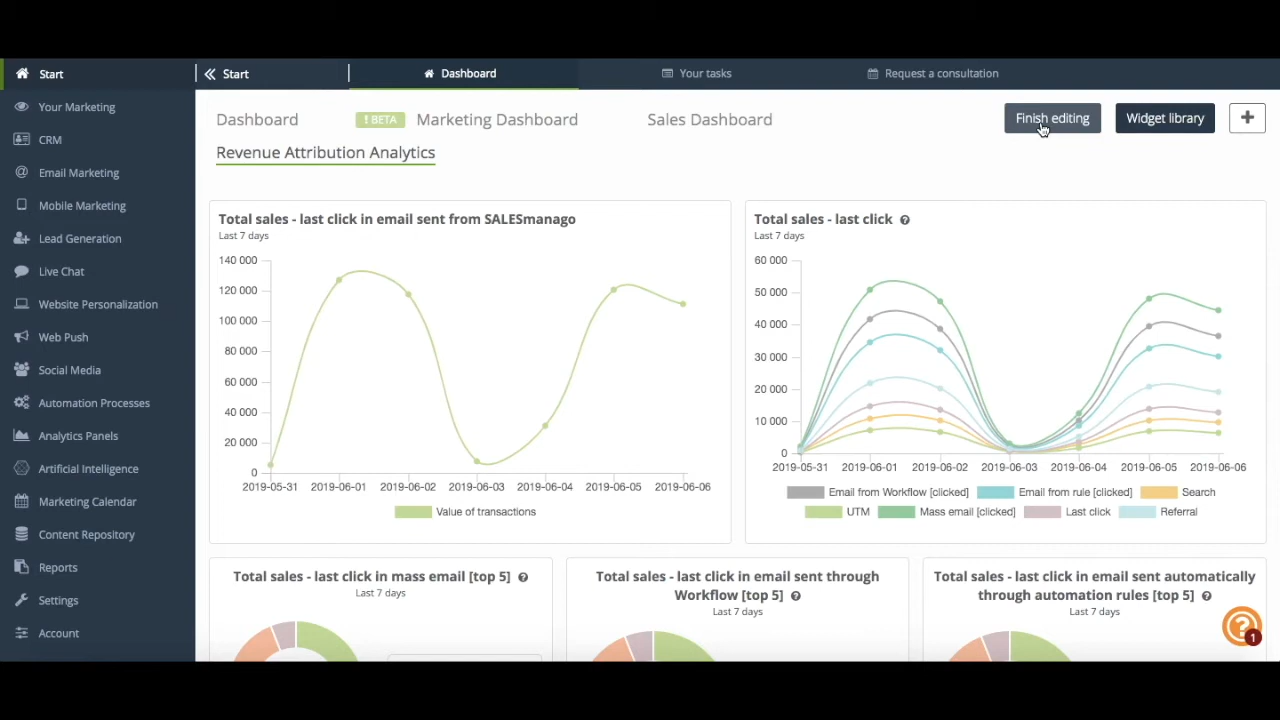 Start
Your Marketing
CRM
Email Marketing
Mobile Marketing
Lead Generation
Live Chat
Website Personalization
Web Push
Social Media
Automation Processes
Analytics Panels
Artificial Intelligence
Marketing Calendar
Content Repository
Reports
Settings
Account
Start
Dashboard
Your tasks
Request a consultation
Dashboard
! BETA Marketing Dashboard
Sales Dashboard
Revenue Attribution Analytics
Finish editing
Widget library
Total sales - last click in email sent from SALESmanago
Last 7 days
140 000
120 000
100 000
80 000
60 000
40 000
20 000
0
2019-05-31 2019-06-01 2019-06-02 2019-06-03 2019-06-04 2019-06-05 2019-06-06
Value of transactions
Total sales - last click
Last 7 days
60 000
50 000
40 000
30 000
20 000
10 000
0
2019-05-31 2019-06-01 2019-06-02 2019-06-03 2019-06-04 2019-06-05 2019-06-06
Email from Workflow [clicked] Email from rule [clicked] Search
UTM Mass email [clicked] Last click Referral
Total sales - last click in mass email [top 5]
Last 7 days
Total sales - last click in email sent through
Workflow [top 5]
Last 7 days
Total sales - last click in email sent automatically
through automation rules [top 5]
Last 7 days
1